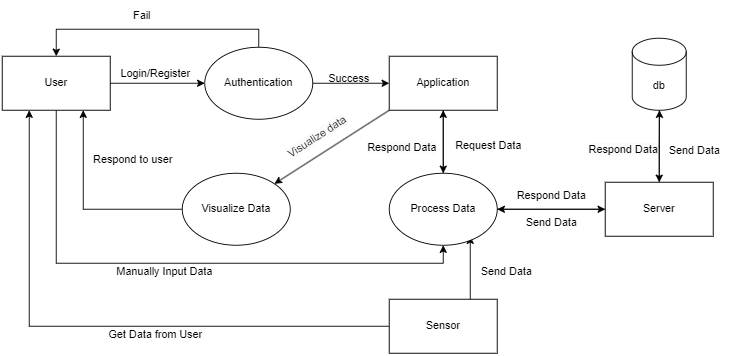 Fail
User
Login/Register
Authentication
Success
Application
db
Visualize data
Respond to user
Respond Data
Request Data
Respond Data
Send Data
Visualize Data
Process Data
Respond Data
Send Data
Server
Manually Input Data
Send Data
Get Data from User
Sensor